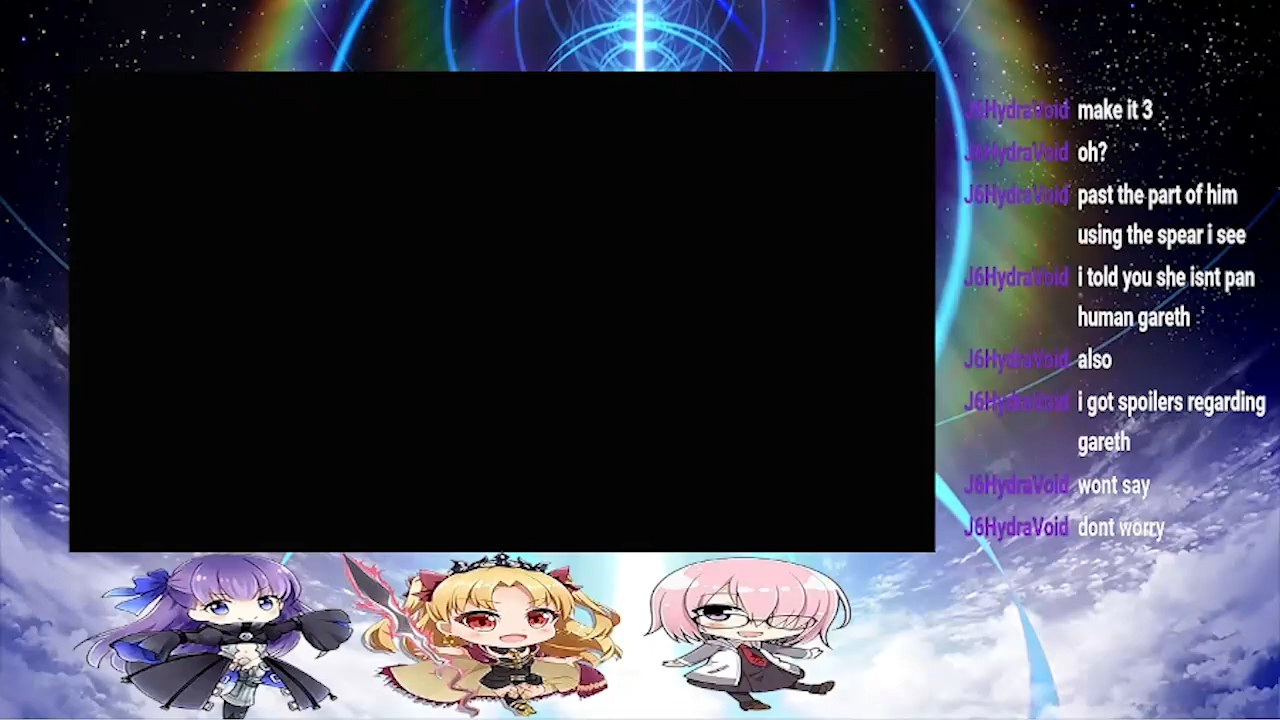 J6HydraVoid make it 3
J6HydraVoid oh?
J6HydraVoid past the part of him
using the spear i see
J6HydraVoid i told you she isnt pan
human gareth
J6HydraVoid also
J6HydraVoid i got spoilers regarding
gareth
J6HydraVoid wont say
J6HydraVoid dont worry